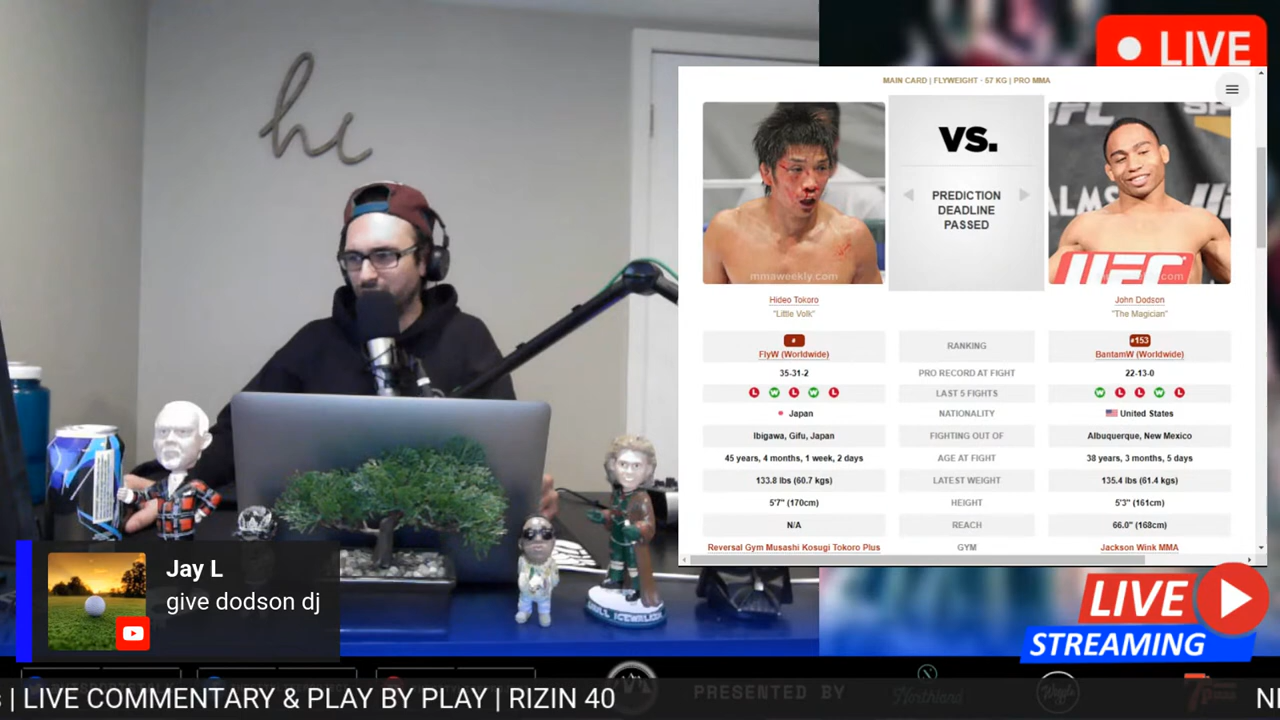 hi
LIVE
MAIN CARD | FLYWEIGHT · 57 KG | PRO MMA
VS.
PREDICTION
DEADLINE
PASSED
mmaweekly.com
UFC
.com
Hideo Tokoro
"Little Volk"
John Dodson
"The Magician"
#
FlyW (Worldwide)
RANKING
#153
BantamW (Worldwide)
35-31-2
PRO RECORD AT FIGHT
22-13-0
L W L W L
LAST 5 FIGHTS
W L L W L
Japan
NATIONALITY
United States
Ibigawa, Gifu, Japan
FIGHTING OUT OF
Albuquerque, New Mexico
45 years, 4 months, 1 week, 2 days
AGE AT FIGHT
38 years, 3 months, 5 days
133.8 lbs (60.7 kgs)
LATEST WEIGHT
135.4 lbs (61.4 kgs)
5'7" (170cm)
HEIGHT
5'3" (161cm)
N/A
REACH
66.0" (168cm)
Reversal Gym Musashi Kosugi Tokoro Plus
GYM
Jackson Wink MMA
Jay L
give dodson dj
LIVE
STREAMING
PRESENTED BY
Northland
| LIVE COMMENTARY & PLAY BY PLAY | RIZIN 40